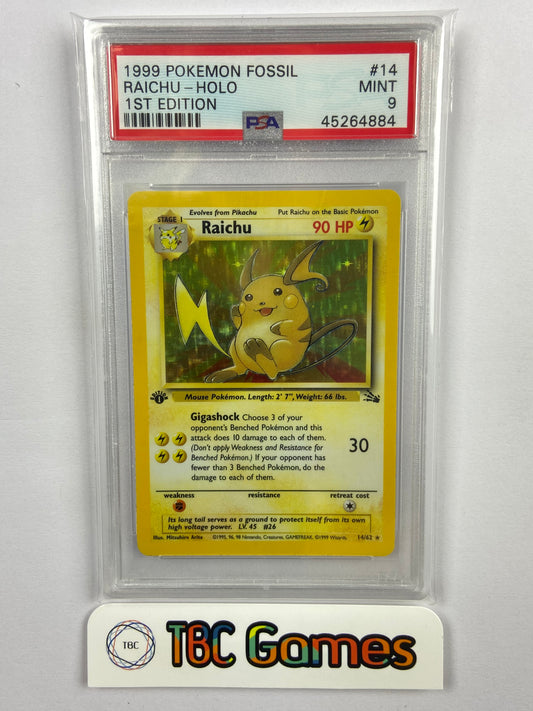 1999 POKEMON FOSSIL #14
RAICHU - HOLO MINT
1ST EDITION 9
PSA 45264884
Evolves from Pikachu Put Raichu on the Basic Pokémon
STAGE 1 Raichu 90 HP
Mouse Pokémon. Length: 2' 7", Weight: 66 lbs.
Gigashock Choose 3 of your
opponent's Benched Pokémon and this
attack does 10 damage to each of them.
(Don't apply Weakness and Resistance for
Benched Pokémon.) If your opponent has
fewer than 3 Benched Pokémon, do the
damage to each of them.
30
weakness resistance retreat cost
Its long tail serves as a ground to protect itself from its own
high voltage power. LV. 45 #26
Illus. Mitsuhiro Arita ©1995, 96, 98 Nintendo, Creatures, GAMEFREAK. ©1999 Wizards. 14/62
TBC TBC Games